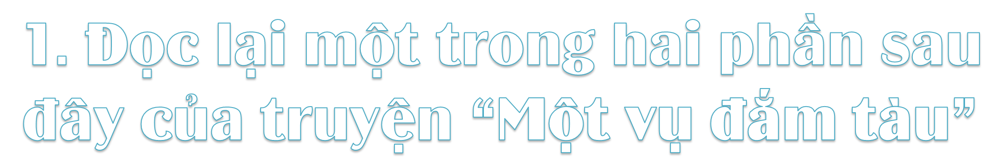 1. Đọc lại một trong hai phần sau
đây của truyện “Một vụ đắm tàu”